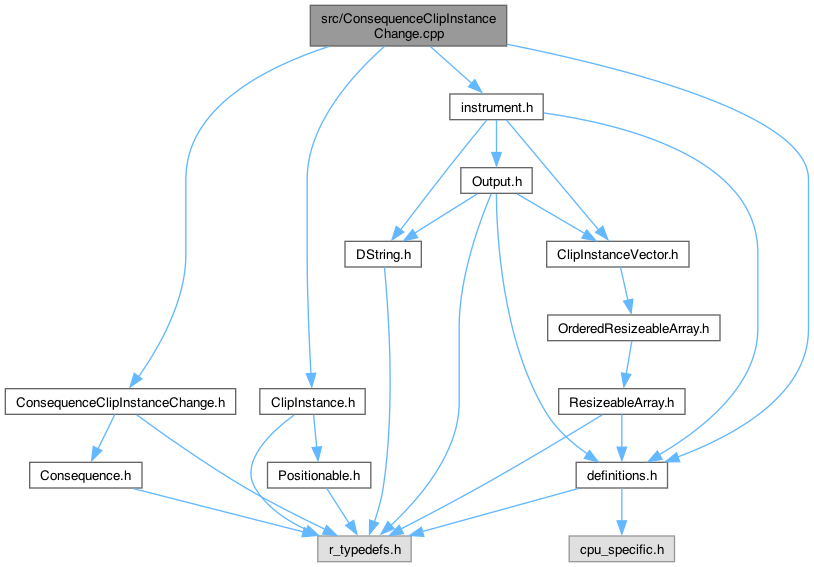 src/ConsequenceClipInstance
Change.cpp
instrument.h
Output.h
DString.h
ClipInstanceVector.h
OrderedResizeableArray.h
ConsequenceClipInstanceChange.h
ClipInstance.h
ResizeableArray.h
Consequence.h
Positionable.h
definitions.h
r_typedefs.h
cpu_specific.h